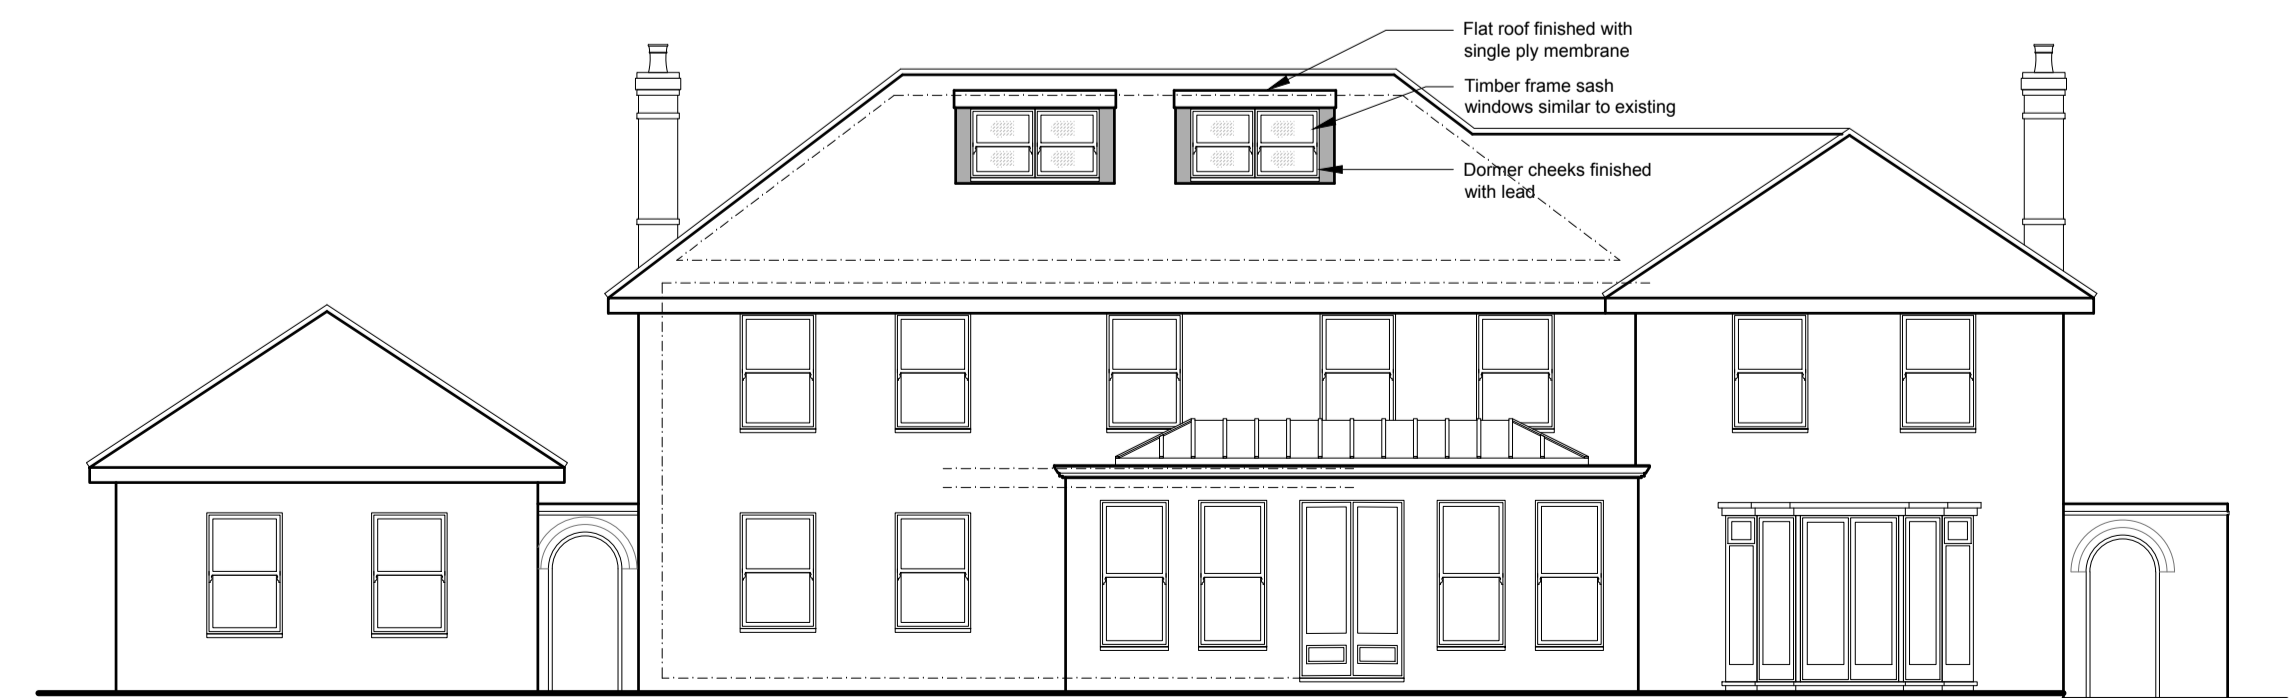 Flat roof finished with
single ply membrane
Timber frame sash
windows similar to existing
Dormer cheeks finished
with lead